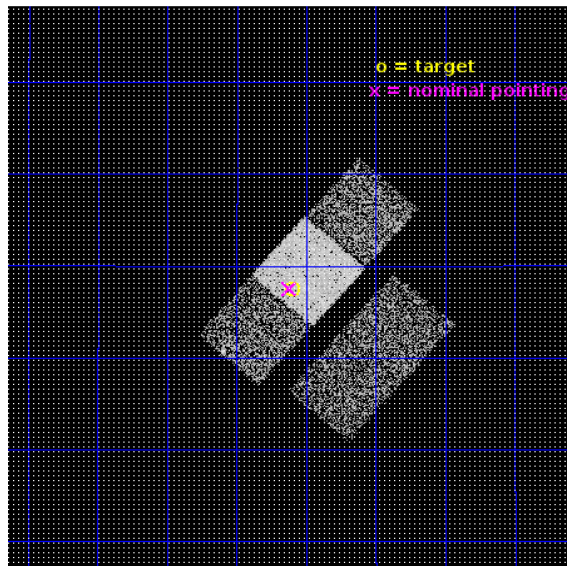 o = target
x = nominal pointing